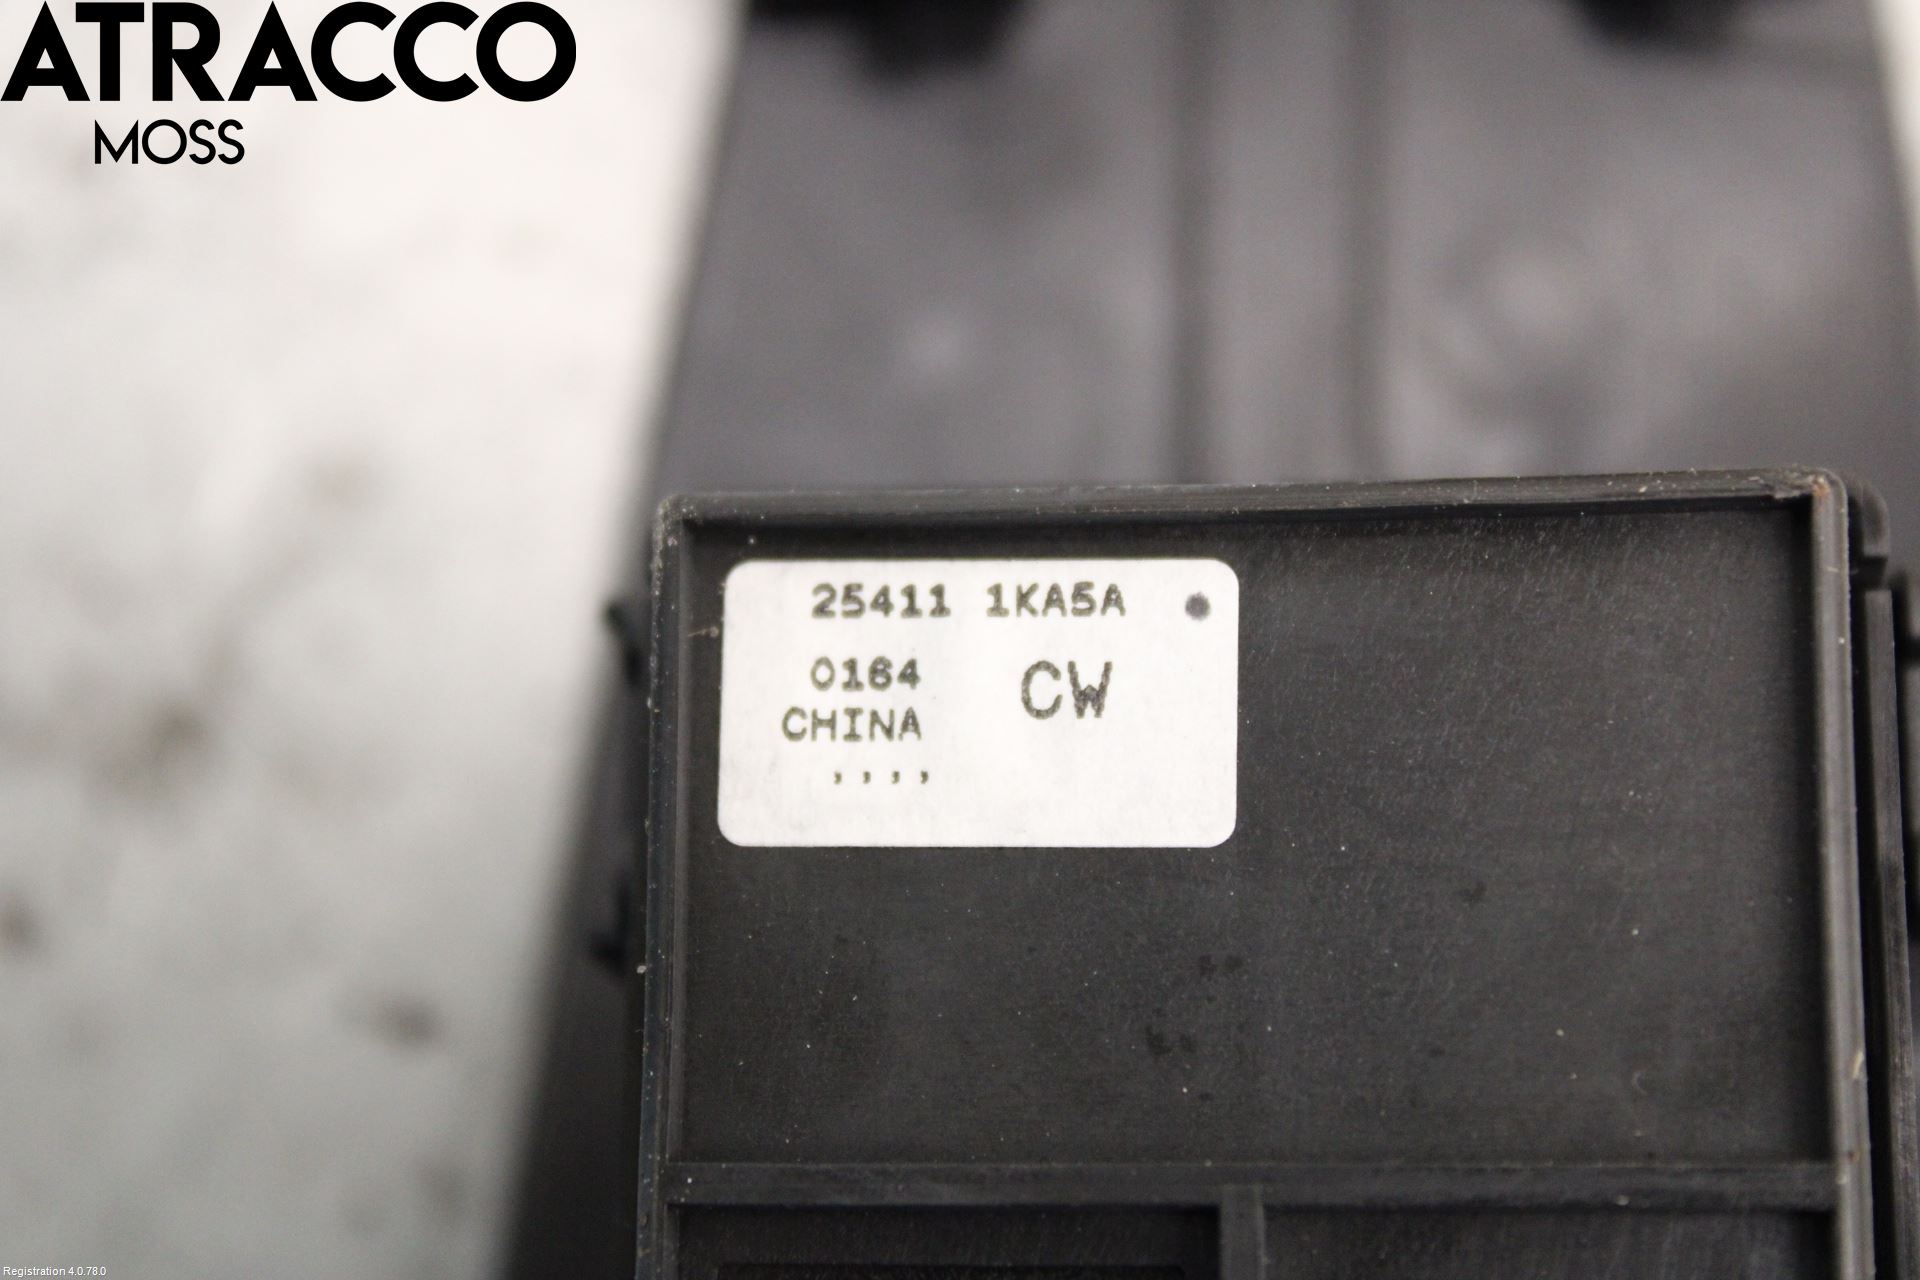 ATRACCO
MOSS
25411 1KA5A
0164 CW
CHINA
, , , ,
Registration 4.0.78.0